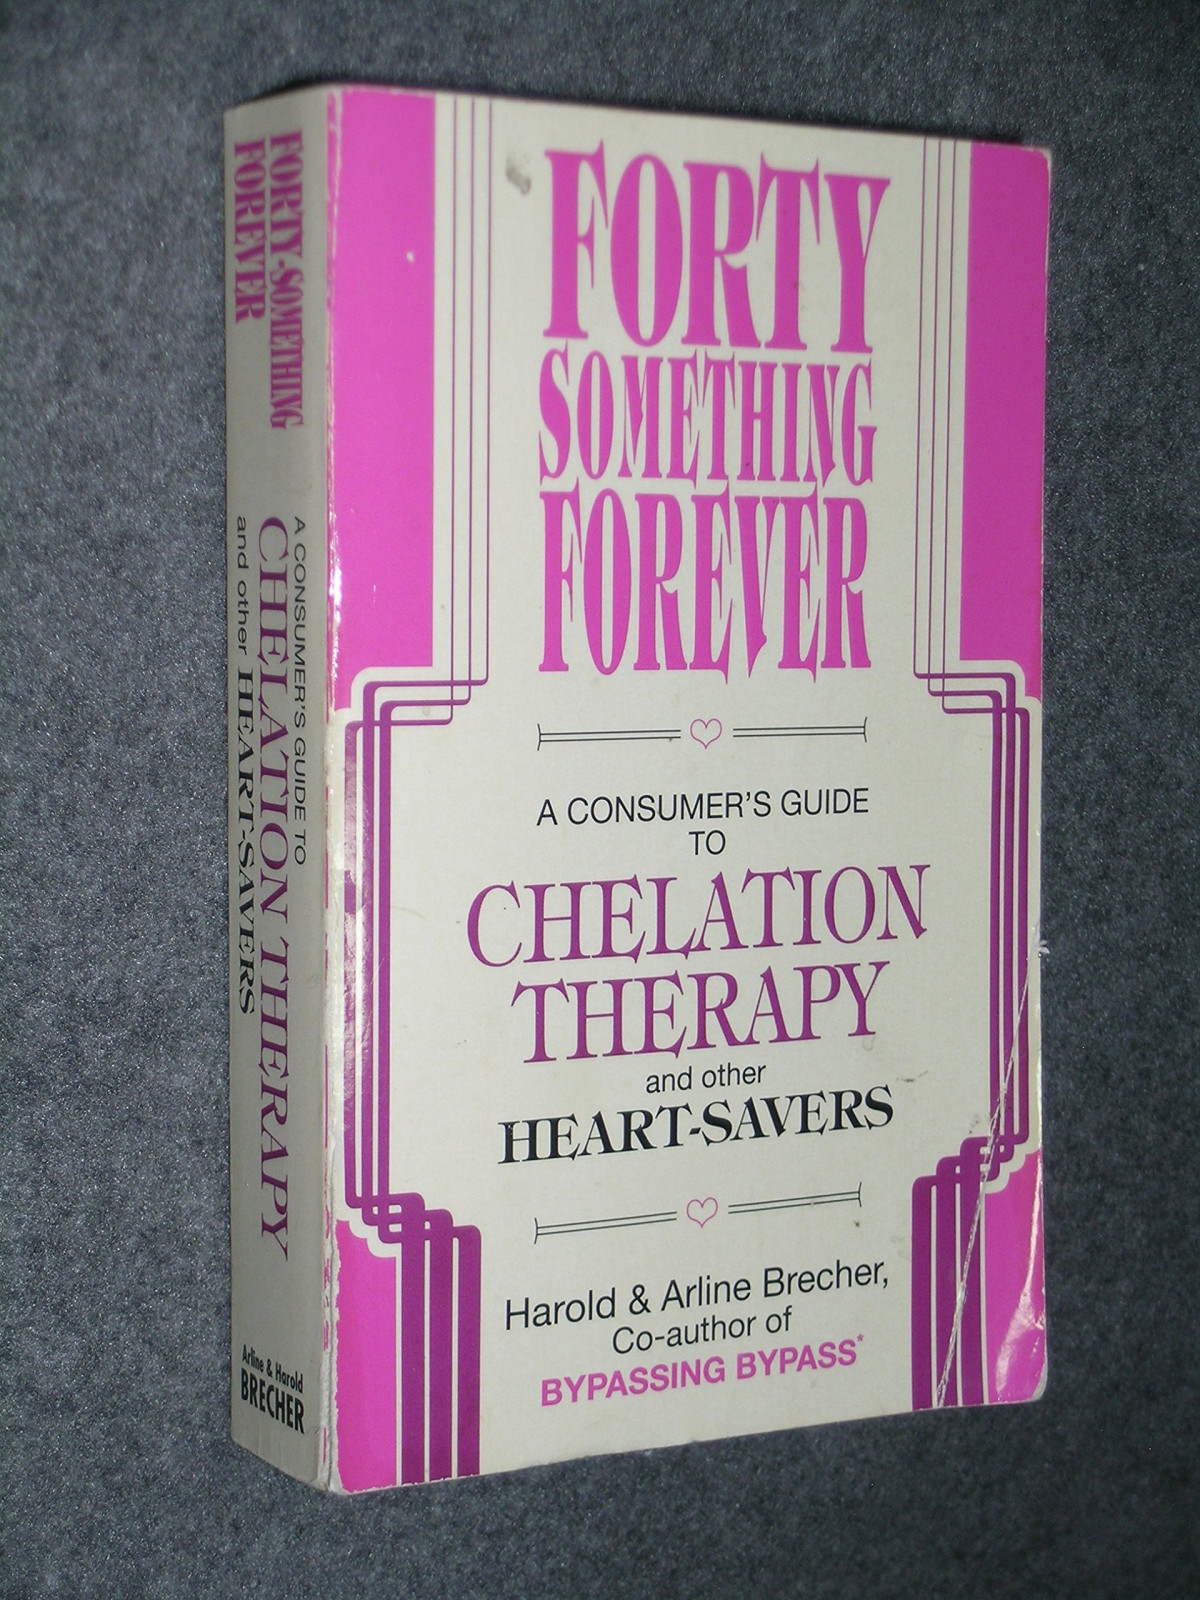 FORTY-SOMETHING
FOREVER
A CONSUMER'S GUIDE TO
CHELATION THERAPY
and other HEART-SAVERS
Arline & Harold
BRECHER
FORTY
SOMETHING
FOREVER
A CONSUMER'S GUIDE
TO
CHELATION
THERAPY
and other
HEART-SAVERS
Harold & Arline Brecher,
Co-author of
BYPASSING BYPASS*